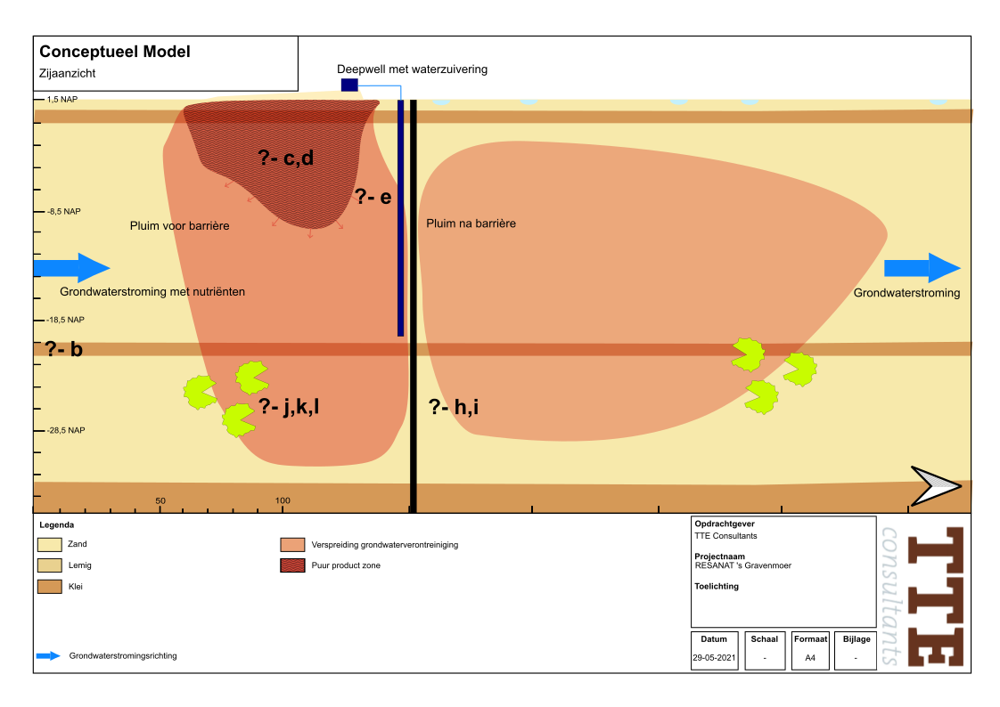 Conceptueel Model
Zijaanzicht
Deepwell met waterzuivering
1,5 NAP
?- c,d
?- e
-8,5 NAP
Pluim voor barrière
Pluim na barrière
Grondwaterstroming met nutriënten
Grondwaterstroming
-18,5 NAP
?- b
?- j,k,l
?- h,i
-28,5 NAP
50
100
Legenda
Zand
Lemig
Klei
Verspreiding grondwaterverontreiniging
Puur product zone
Grondwaterstromingsrichting
Opdrachtgever
TTE Consultants
Projectnaam
RESANAT 's Gravenmoer
Toelichting
Datum
29-05-2021
Schaal
-
Formaat
A4
Bijlage
-
TTE
consultants